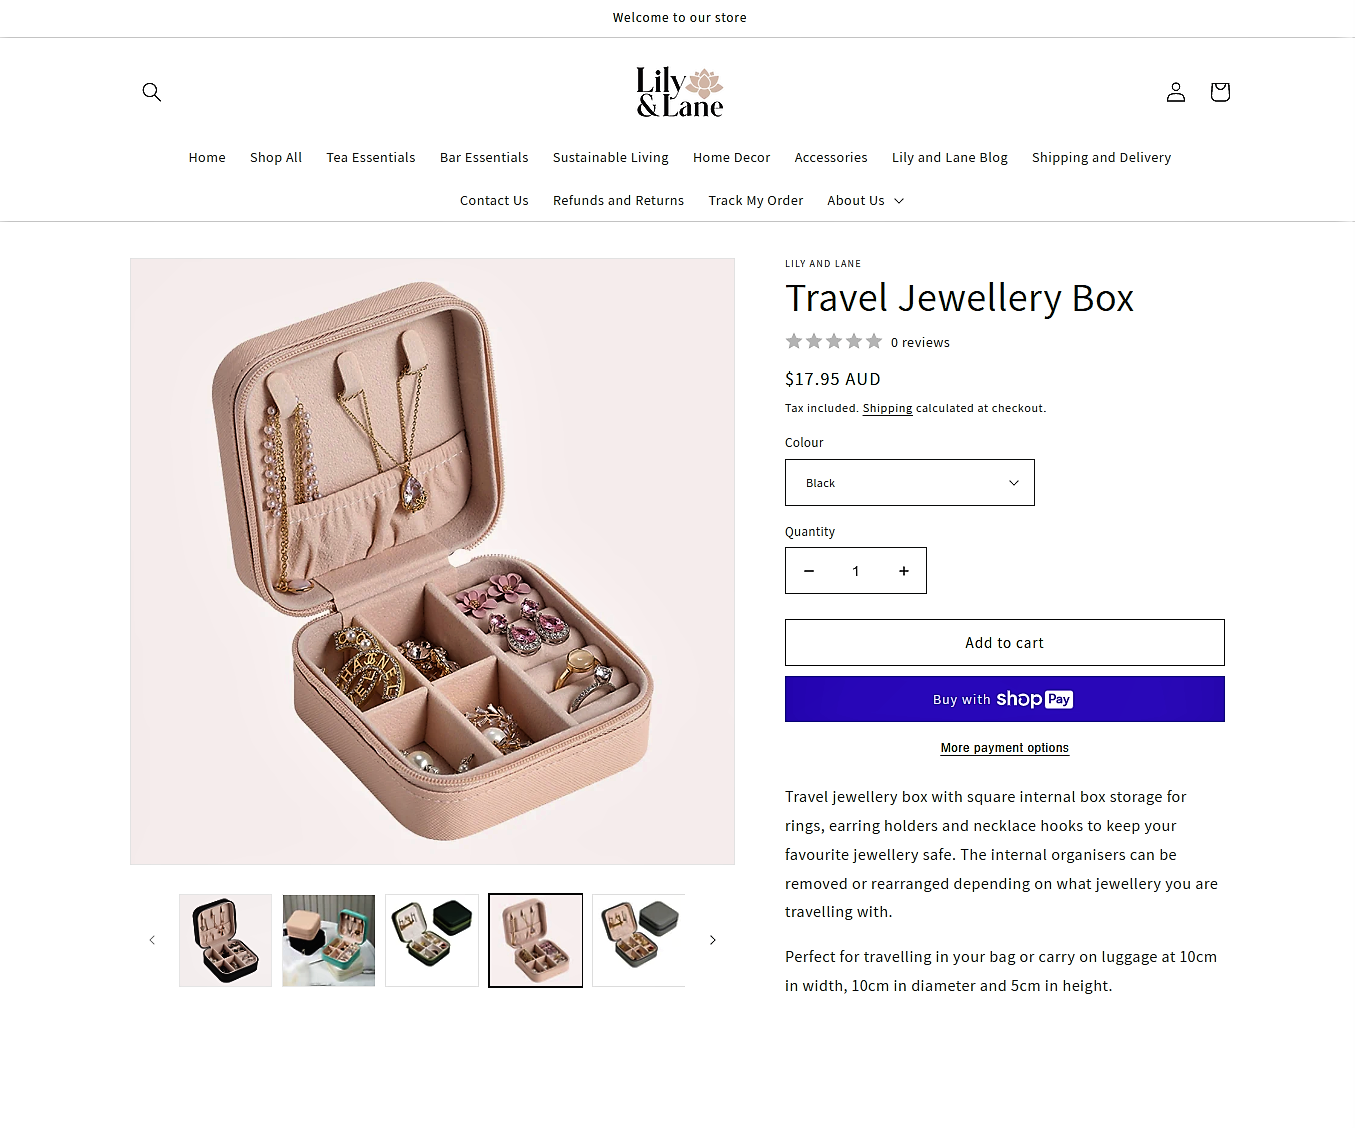 Welcome to our store
Lily
& Lane
Home Shop All Tea Essentials Bar Essentials Sustainable Living Home Decor Accessories Lily and Lane Blog Shipping and Delivery
Contact Us Refunds and Returns Track My Order About Us
LILY AND LANE
Travel Jewellery Box
0 reviews
$17.95 AUD
Tax included. Shipping calculated at checkout.
Colour
Black
Quantity
− 1 +
Add to cart
Buy with shop Pay
More payment options
Travel jewellery box with square internal box storage for
rings, earring holders and necklace hooks to keep your
favourite jewellery safe. The internal organisers can be
removed or rearranged depending on what jewellery you are
travelling with.
Perfect for travelling in your bag or carry on luggage at 10cm
in width, 10cm in diameter and 5cm in height.